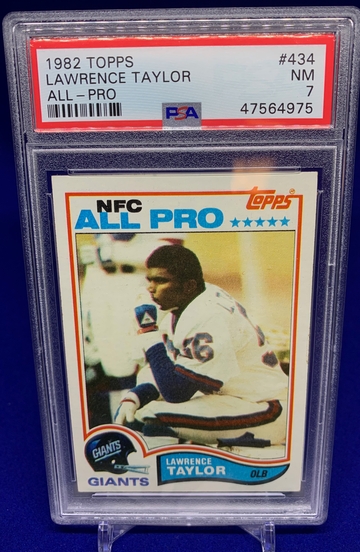 1982 TOPPS #434
LAWRENCE TAYLOR NM
ALL-PRO 7
PSA 47564975
NFC
ALL PRO
topps
56
GIANTS
GIANTS
LAWRENCE
TAYLOR
OLB